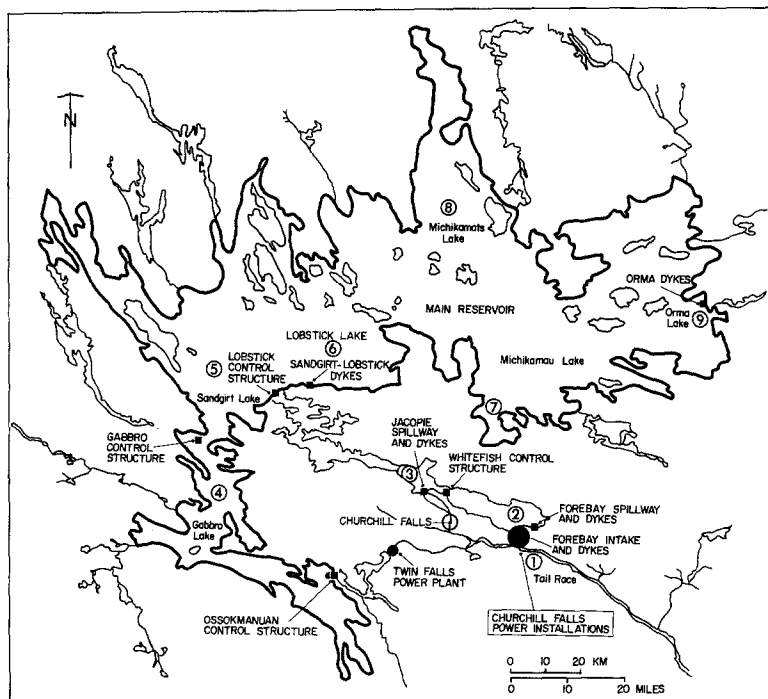 N
⑧
Michikamats
Lake
ORMA DYKES
MAIN RESERVOIR
⑨
Orma
Lake
LOBSTICK LAKE
⑥
SANDGIRT-LOBSTICK
DYKES
⑤
LOBSTICK
CONTROL
STRUCTURE
Sandgirt Lake
Michikamau Lake
⑦
GABBRO
CONTROL
STRUCTURE
JACOPIE
SPILLWAY
AND DYKES
WHITEFISH CONTROL
STRUCTURE
③
④
Gabbro
Lake
②
CHURCHILL FALLS
FOREBAY SPILLWAY
AND DYKES
FOREBAY INTAKE
AND DYKES
①
Tail Race
TWIN FALLS
POWER PLANT
OSSOKMANUAN
CONTROL STRUCTURE
CHURCHILL FALLS
POWER INSTALLATIONS
0 10 20 KM
0 10 20 MILES